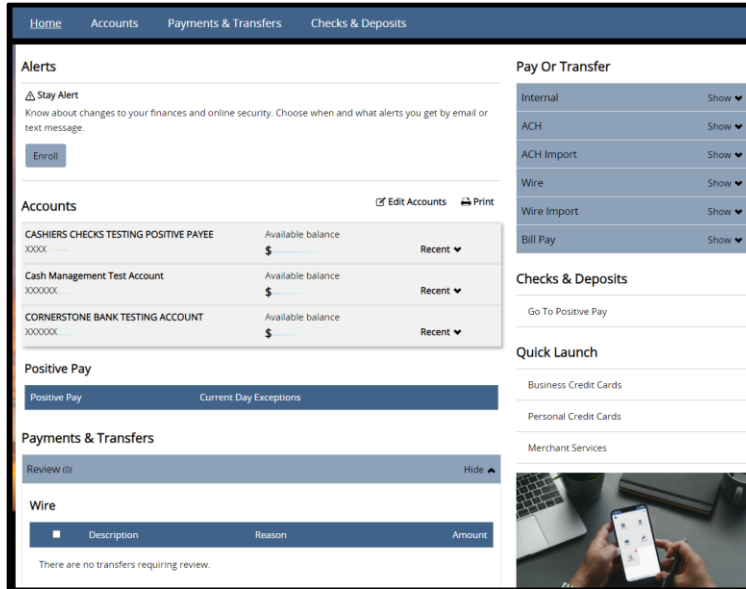 Home Accounts Payments & Transfers Checks & Deposits
Alerts
Stay Alert
Know about changes to your finances and online security. Choose when and what alerts you get by email or
text message.
Enroll
Accounts
Edit Accounts Print
CASHIERS CHECKS TESTING POSITIVE PAYEE Available balance
XXXX $ Recent
Cash Management Test Account Available balance
XXXXXX $ Recent
CORNERSTONE BANK TESTING ACCOUNT Available balance
XXXXXX $ Recent
Positive Pay
Positive Pay Current Day Exceptions
Payments & Transfers
Review (0) Hide
Wire
Description Reason Amount
There are no transfers requiring review.
Pay Or Transfer
Internal Show
ACH Show
ACH Import Show
Wire Show
Wire Import Show
Bill Pay Show
Checks & Deposits
Go To Positive Pay
Quick Launch
Business Credit Cards
Personal Credit Cards
Merchant Services